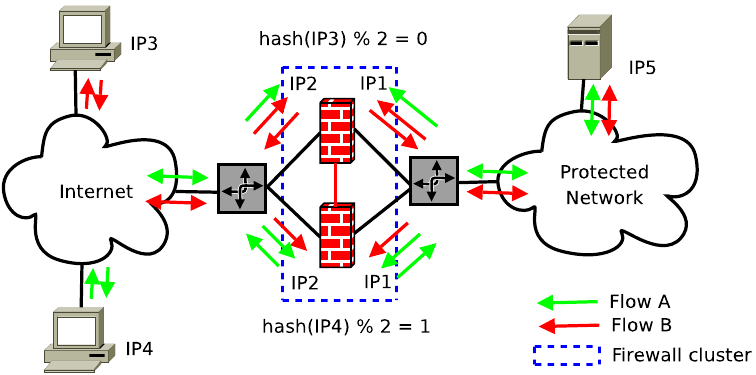 IP3
hash(IP3) % 2 = 0
IP2
IP1
IP5
Internet
Protected
Network
IP2
IP1
IP4
hash(IP4) % 2 = 1
Flow A
Flow B
Firewall cluster